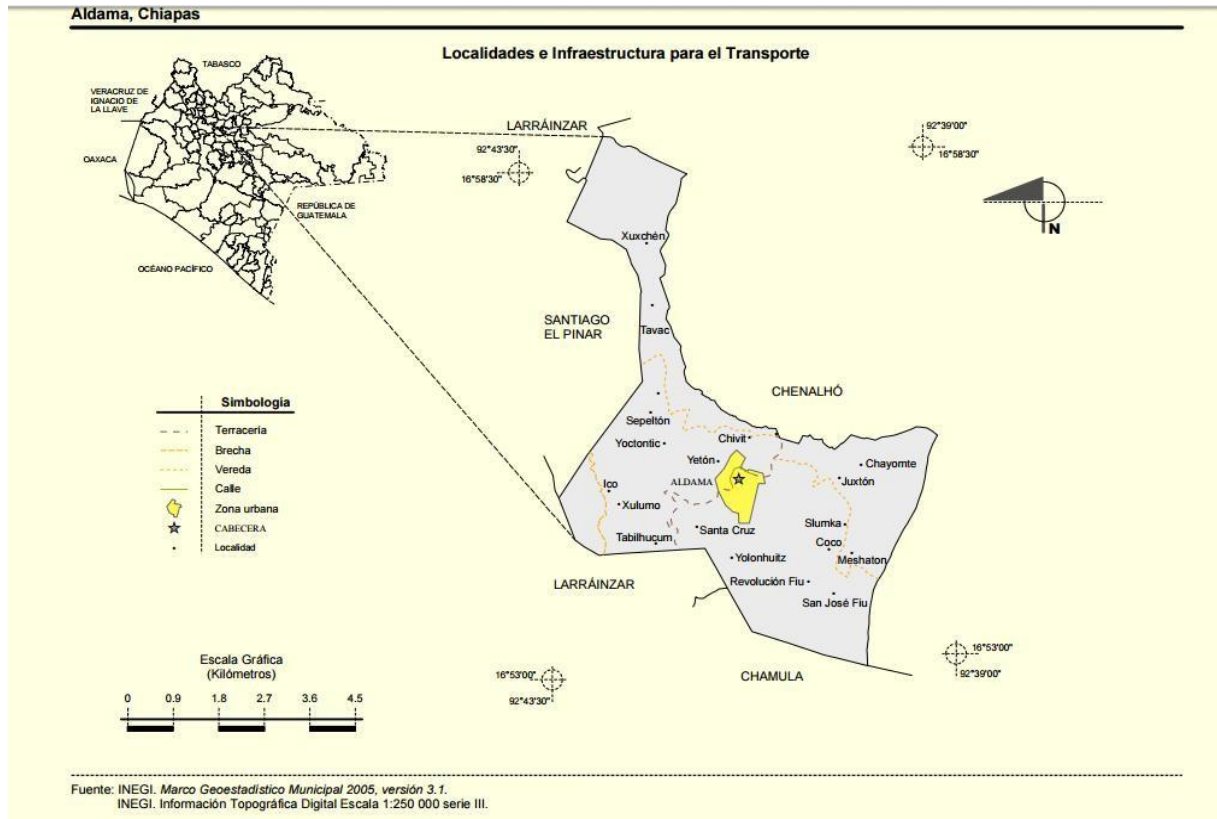 Aldama, Chiapas
Localidades e Infraestructura para el Transporte
TABASCO
VERACRUZ DE
IGNACIO DE
LA LLAVE
OAXACA
REPÚBLICA DE
GUATEMALA
OCÉANO PACÍFICO
LARRÁINZAR
92°43'30"
16°58'30"
92°39'00"
16°58'30"
N
Xuxchén
SANTIAGO
EL PINAR
Tavac
CHENALHÓ
Sepeltón
Yoctontic
Chivit
Yetón
Chayomte
ALDAMA
Juxtón
Ico
Xulumo
Slumka
Santa Cruz
Tabilhucum
Coco
Meshaton
Yolonhuitz
LARRÁINZAR
Revolución Fiu
San José Fiu
CHAMULA
16°53'00"
92°39'00"
16°53'00"
92°43'30"
Simbología
Terracería
Brecha
Vereda
Calle
Zona urbana
CABECERA
Localidad
Escala Gráfica
(Kilómetros)
0 0.9 1.8 2.7 3.6 4.5
Fuente: INEGI. Marco Geoestadístico Municipal 2005, versión 3.1.
INEGI. Información Topográfica Digital Escala 1:250 000 serie III.